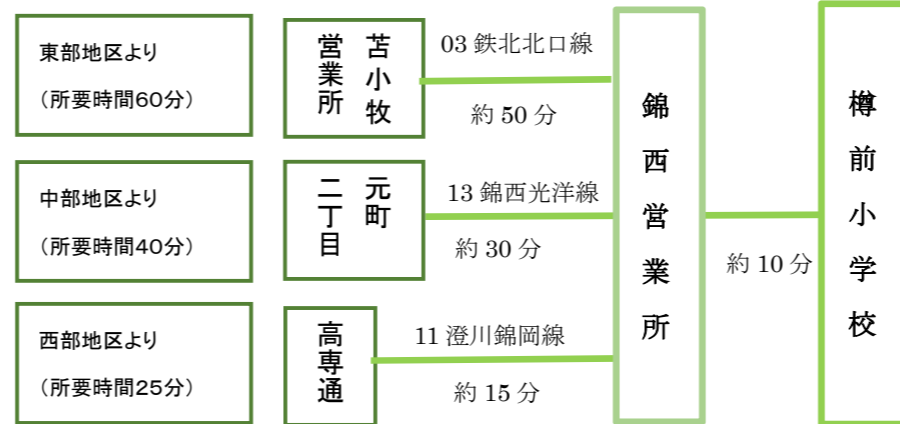 東部地区より
（所要時間60分）
苫小牧
営業所
03 鉄北北口線
約 50 分
中部地区より
（所要時間40分）
元町
二丁目
13 錦西光洋線
約 30 分
西部地区より
（所要時間25分）
高専通
11 澄川錦岡線
約 15 分
錦西営業所
約 10 分
樽前小学校